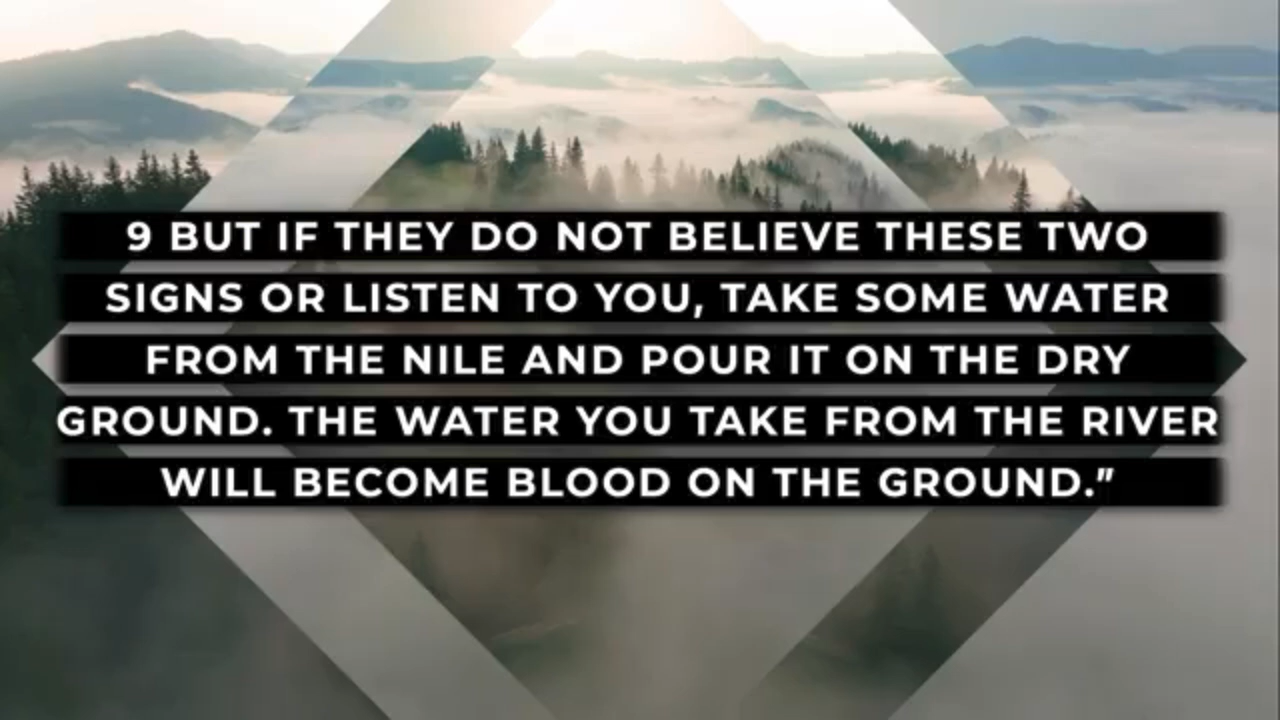 9 BUT IF THEY DO NOT BELIEVE THESE TWO
SIGNS OR LISTEN TO YOU, TAKE SOME WATER
FROM THE NILE AND POUR IT ON THE DRY
GROUND. THE WATER YOU TAKE FROM THE RIVER
WILL BECOME BLOOD ON THE GROUND.”